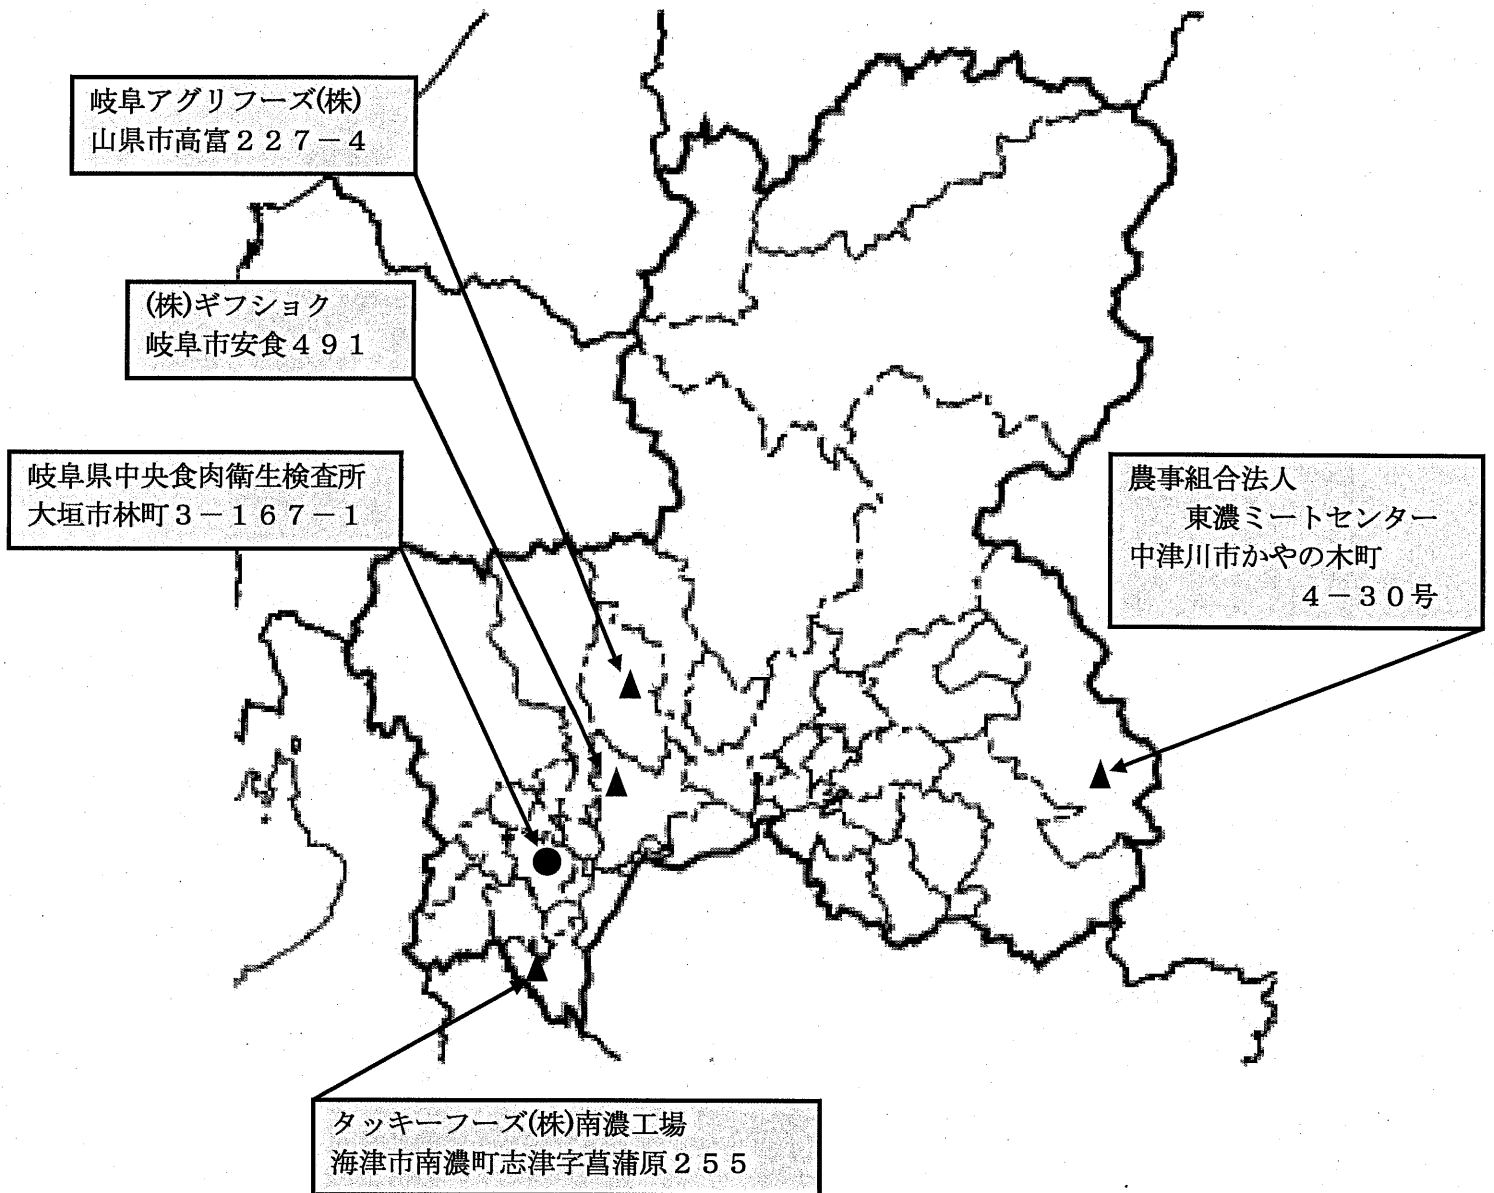 岐阜アグリフーズ(株)
山県市高富２２７－４
(株)ギフショク
岐阜市安食４９１
岐阜県中央食肉衛生検査所
大垣市林町３－１６７－１
農事組合法人
東濃ミートセンター
中津川市かやの木町
４－３０号
タッキーフーズ(株)南濃工場
海津市南濃町志津字菖蒲原２５５